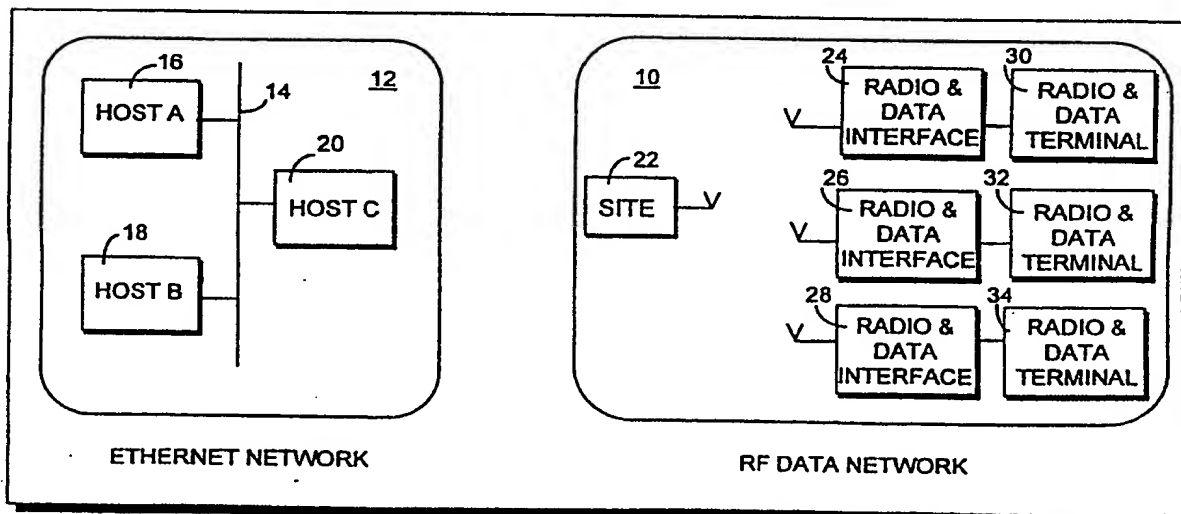 16
HOST A
14
12
20
HOST C
18
HOST B
ETHERNET NETWORK
10
22
SITE
24
RADIO &
DATA
INTERFACE
30
RADIO &
DATA
TERMINAL
26
RADIO &
DATA
INTERFACE
32
RADIO &
DATA
TERMINAL
28
RADIO &
DATA
INTERFACE
34
RADIO &
DATA
TERMINAL
RF DATA NETWORK